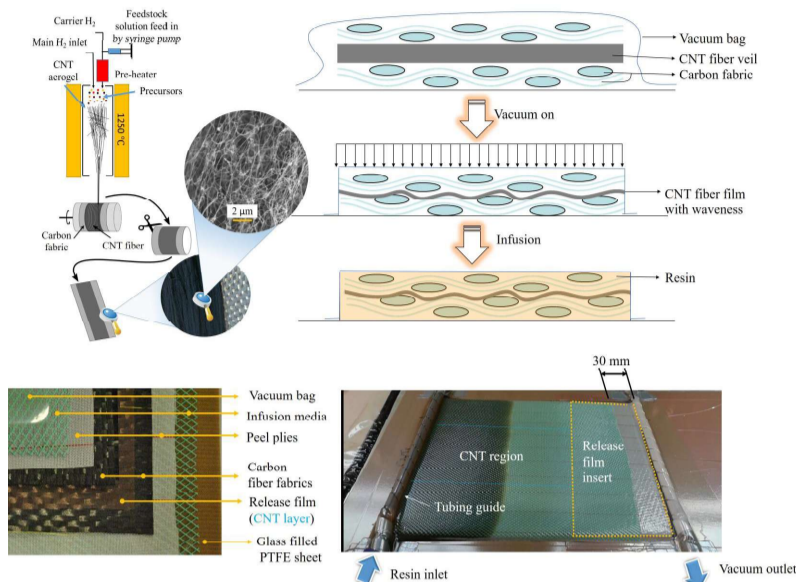 Carrier H2
Feedstock
solution feed in
by syringe pump
Main H2 inlet
CNT
aerogel
Pre-heater
Precursors
1250 °C
2 μm
Carbon
fabric
CNT fiber
Vacuum bag
CNT fiber veil
Carbon fabric
Vacuum on
CNT fiber film
with waveness
Infusion
Resin
Vacuum bag
Infusion media
Peel plies
Carbon
fiber fabrics
Release film
(CNT layer)
Glass filled
PTFE sheet
30 mm
CNT region
Release
film
insert
Tubing guide
Resin inlet
Vacuum outlet